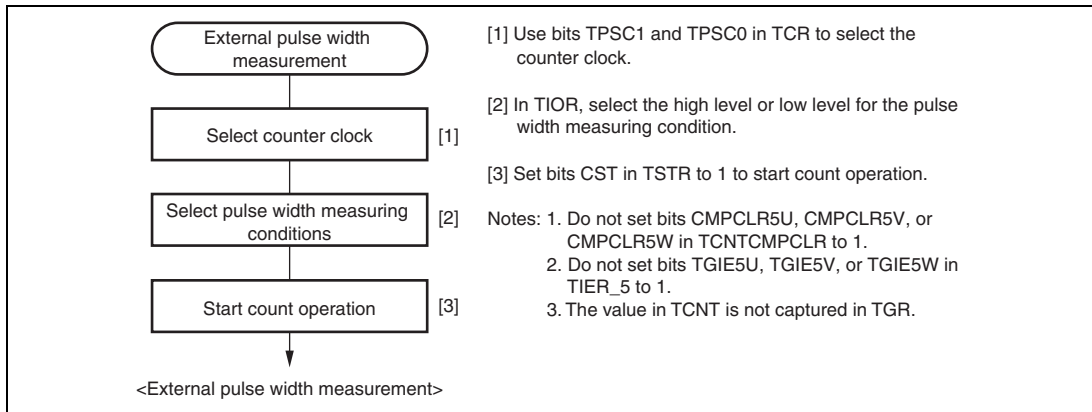 External pulse width
measurement
Select counter clock
[1]
Select pulse width measuring
conditions
[2]
Start count operation
[3]
<External pulse width measurement>
[1] Use bits TPSC1 and TPSC0 in TCR to select the
counter clock.
[2] In TIOR, select the high level or low level for the pulse
width measuring condition.
[3] Set bits CST in TSTR to 1 to start count operation.
Notes: 1. Do not set bits CMPCLR5U, CMPCLR5V, or
CMPCLR5W in TCNTCMPCLR to 1.
2. Do not set bits TGIE5U, TGIE5V, or TGIE5W in
TIER_5 to 1.
3. The value in TCNT is not captured in TGR.